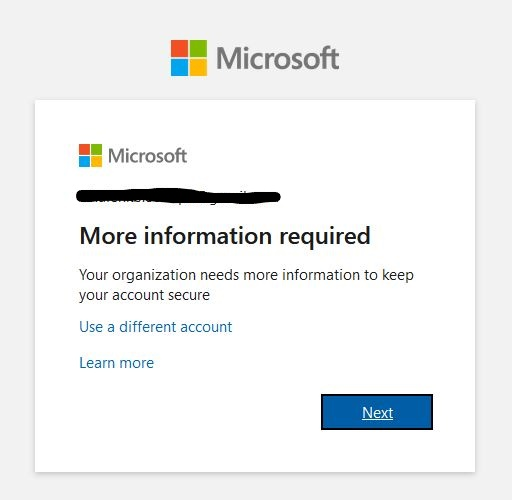 Microsoft
Microsoft
More information required
Your organization needs more information to keep
your account secure
Use a different account
Learn more
Next